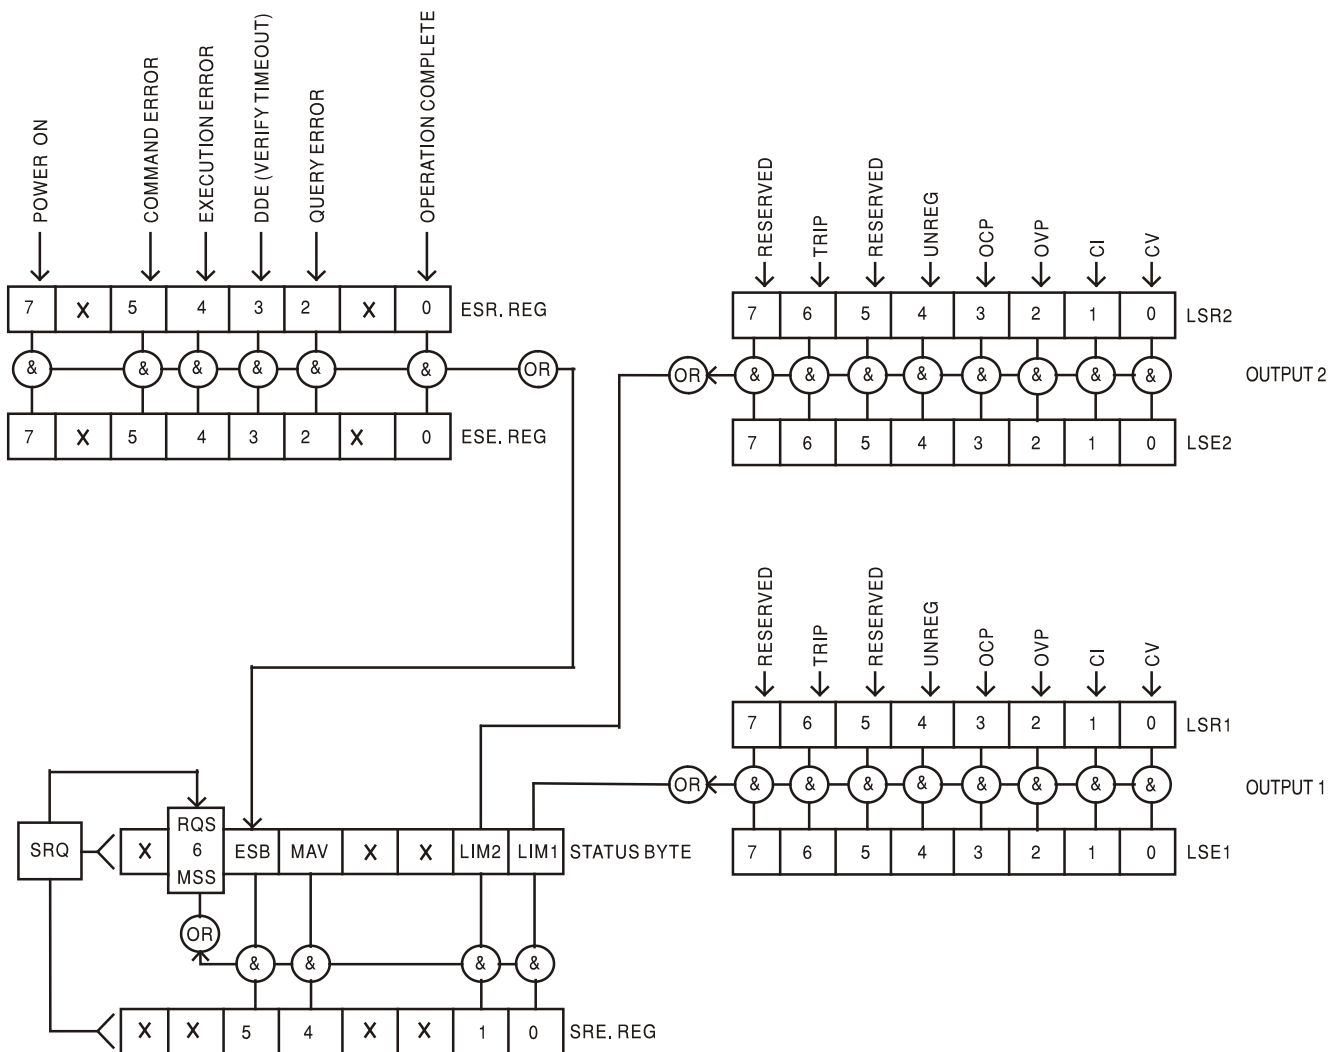 POWER ON
COMMAND ERROR
EXECUTION ERROR
DDE (VERIFY TIMEOUT)
QUERY ERROR
OPERATION COMPLETE
7 X 5 4 3 2 X 0 ESR. REG
& & & & & & OR
7 X 5 4 3 2 X 0 ESE. REG
RESERVED
TRIP
RESERVED
UNREG
OCP
OVP
CI
CV
7 6 5 4 3 2 1 0 LSR2
OR & & & & & & & & OUTPUT 2
7 6 5 4 3 2 1 0 LSE2
RESERVED
TRIP
RESERVED
UNREG
OCP
OVP
CI
CV
7 6 5 4 3 2 1 0 LSR1
OR & & & & & & & & OUTPUT 1
7 6 5 4 3 2 1 0 LSE1
SRQ
X RQS 6 MSS ESB MAV X X LIM2 LIM1 STATUS BYTE
OR
& & & &
X X 5 4 X X 1 0 SRE. REG